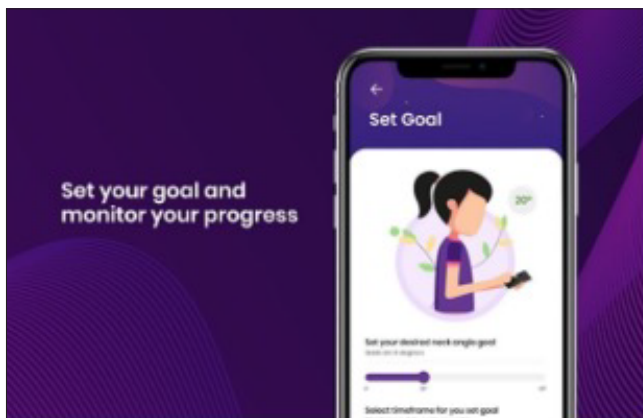 Set your goal and
monitor your progress
Set Goal
20°
Set your desired neck angle goal
Select timeframe for you set goal